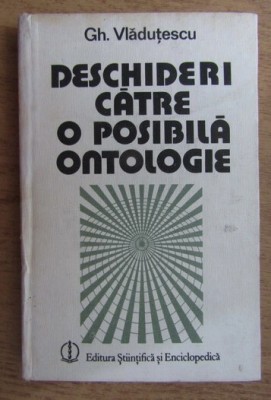 Gh. Vlăduțescu
DESCHIDERI
CĂTRE
O POSIBILĂ
ONTOLOGIE
Editura Științifică și Enciclopedică